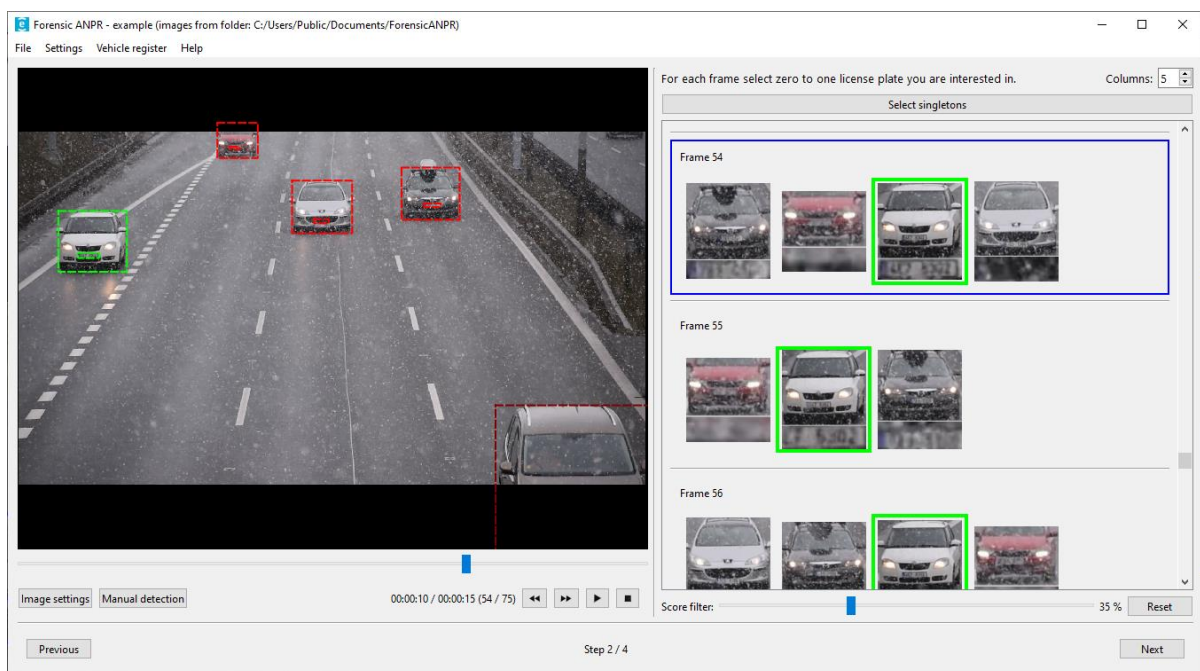 Forensic ANPR - example (images from folder: C:/Users/Public/Documents/ForensicANPR)
File Settings Vehicle register Help
For each frame select zero to one license plate you are interested in. Columns: 5
Select singletons
Frame 54
Frame 55
Frame 56
Image settings Manual detection 00:00:10 / 00:00:15 (54 / 75)
Score filter: 35 % Reset
Previous Step 2 / 4 Next